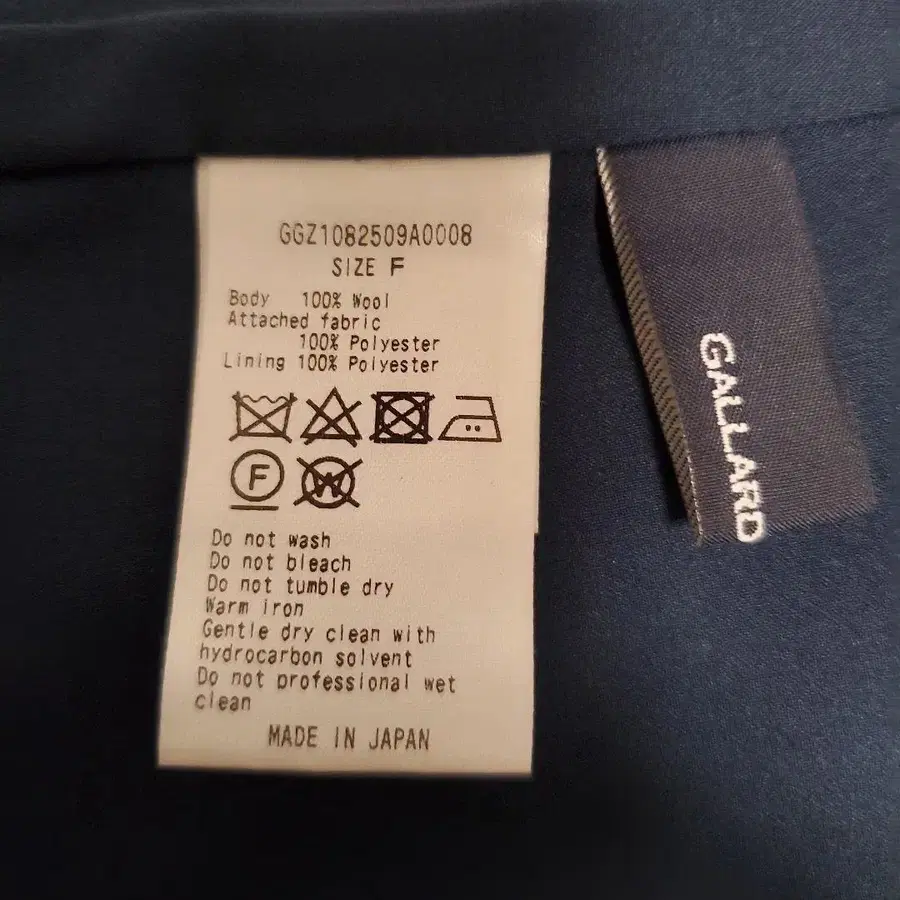 GGZ1082509A0008
SIZE F
Body 100% Wool
Attached fabric
100% Polyester
Lining 100% Polyester
F
W
Do not wash
Do not bleach
Do not tumble dry
Warm iron
Gentle dry clean with
hydrocarbon solvent
Do not professional wet
clean
MADE IN JAPAN
GALLARD